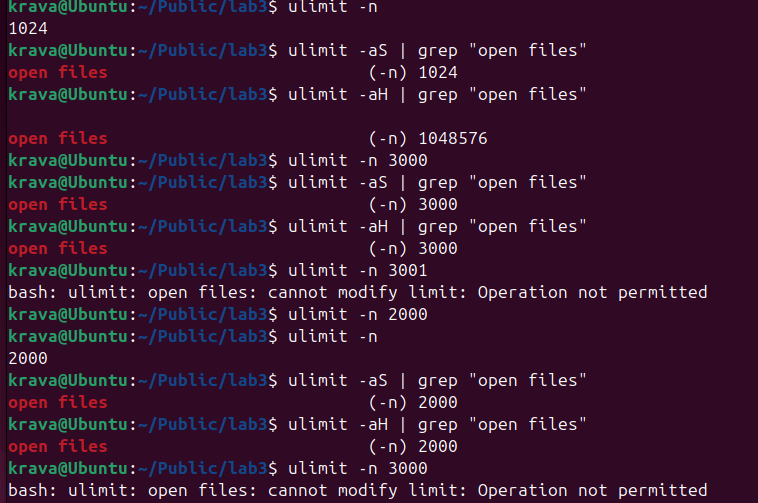 krava@Ubuntu:~/Public/lab3$ ulimit -n
1024
krava@Ubuntu:~/Public/lab3$ ulimit -aS | grep "open files"
open files                          (-n) 1024
krava@Ubuntu:~/Public/lab3$ ulimit -aH | grep "open files"

open files                          (-n) 1048576
krava@Ubuntu:~/Public/lab3$ ulimit -n 3000
krava@Ubuntu:~/Public/lab3$ ulimit -aS | grep "open files"
open files                          (-n) 3000
krava@Ubuntu:~/Public/lab3$ ulimit -aH | grep "open files"
open files                          (-n) 3000
krava@Ubuntu:~/Public/lab3$ ulimit -n 3001
bash: ulimit: open files: cannot modify limit: Operation not permitted
krava@Ubuntu:~/Public/lab3$ ulimit -n 2000
krava@Ubuntu:~/Public/lab3$ ulimit -n
2000
krava@Ubuntu:~/Public/lab3$ ulimit -aS | grep "open files"
open files                          (-n) 2000
krava@Ubuntu:~/Public/lab3$ ulimit -aH | grep "open files"
open files                          (-n) 2000
krava@Ubuntu:~/Public/lab3$ ulimit -n 3000
bash: ulimit: open files: cannot modify limit: Operation not permitted